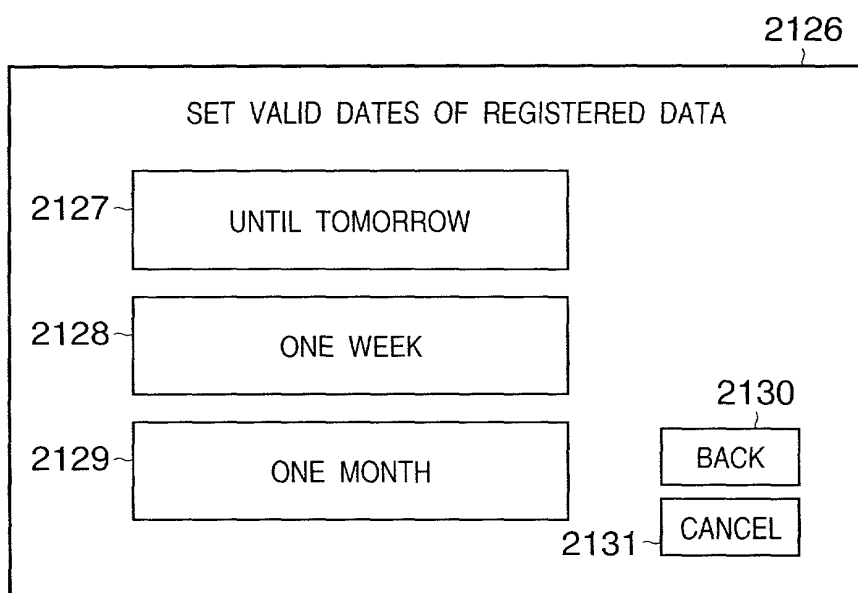 2126
SET VALID DATES OF REGISTERED DATA
2127
UNTIL TOMORROW
2128
ONE WEEK
2129
ONE MONTH
2130
BACK
2131
CANCEL